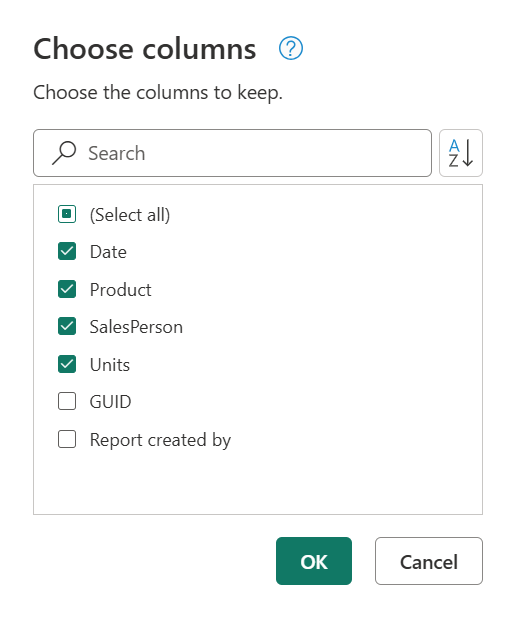 Choose columns
Choose the columns to keep.
Search
A
Z
(Select all)
Date
Product
SalesPerson
Units
GUID
Report created by
OK
Cancel